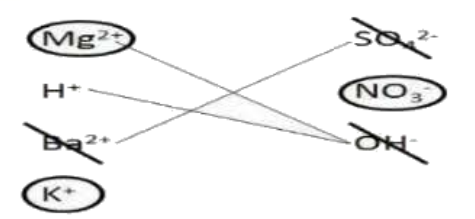 Mg²⁺ SO₄²⁻
H⁺ NO₃⁻
Ba²⁺ OH⁻
K⁺